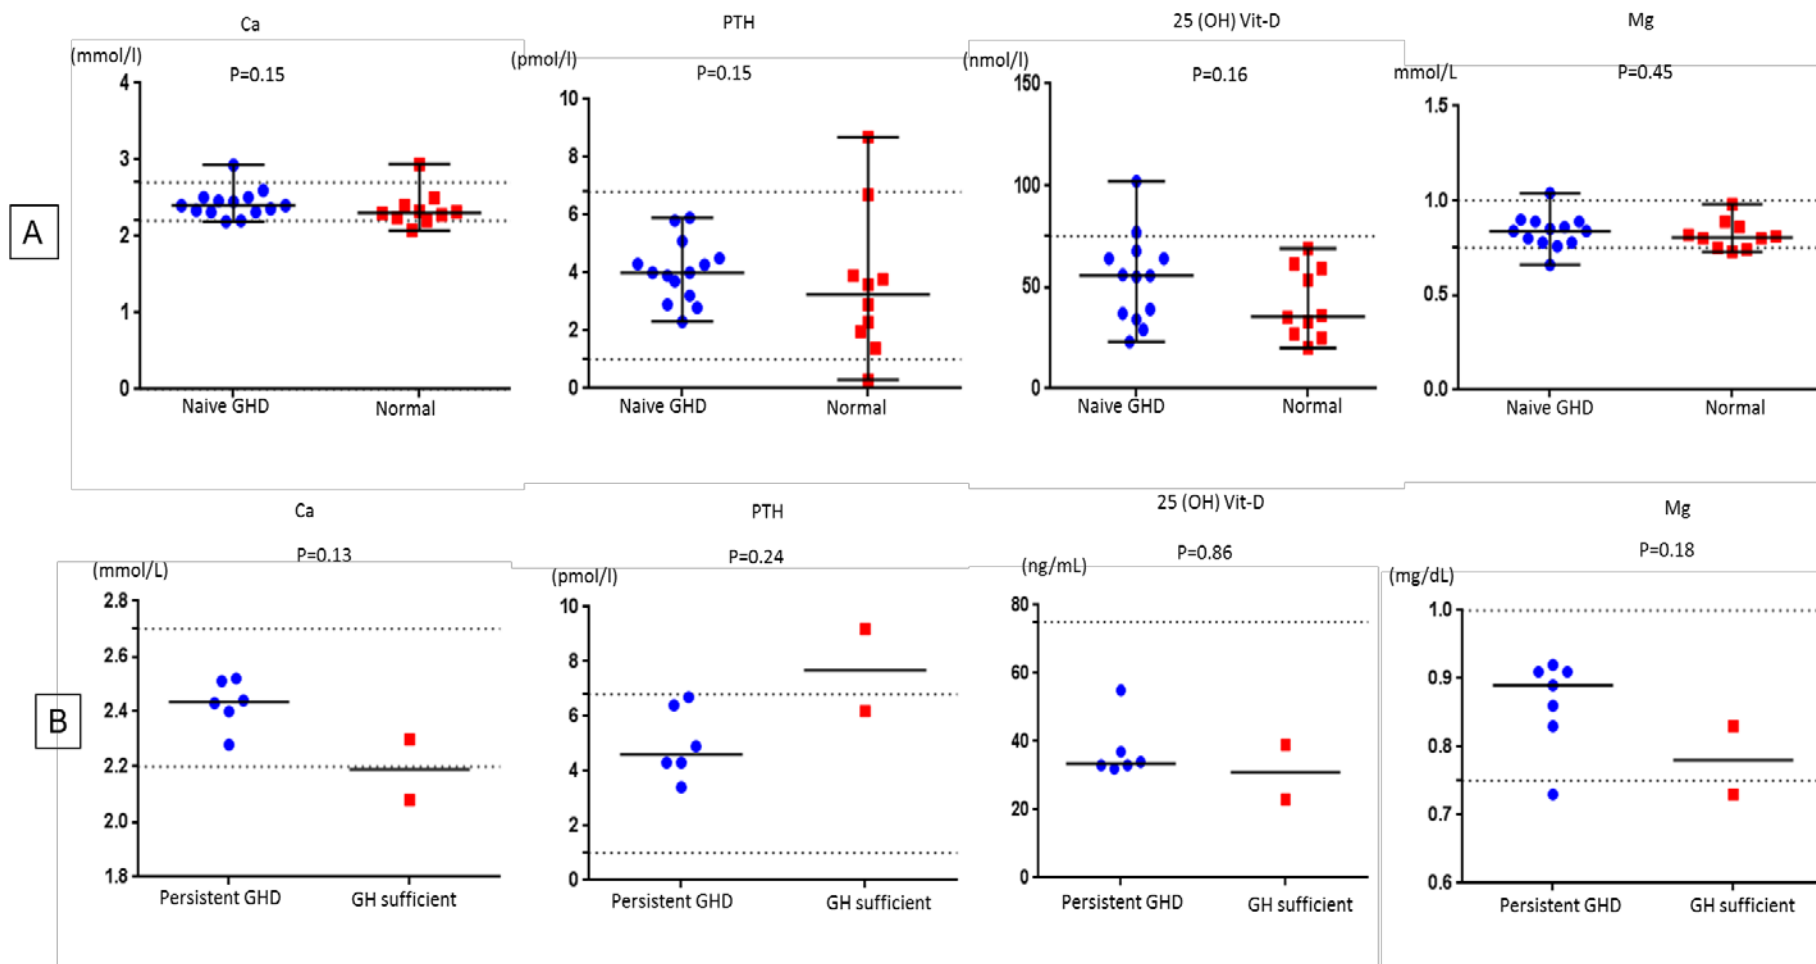 Ca
PTH
25 (OH) Vit-D
Mg
(mmol/l)
(pmol/l)
(nmol/l)
mmol/L
P=0.15
P=0.15
P=0.16
P=0.45
A
4
3
2
1
0
10
8
6
4
2
0
150
100
50
0
1.5
1.0
0.5
0.0
Naive GHD
Normal
Naive GHD
Normal
Naive GHD
Normal
Naive GHD
Normal
Ca
PTH
25 (OH) Vit-D
Mg
P=0.13
P=0.24
P=0.86
P=0.18
(mmol/L)
(pmol/l)
(ng/mL)
(mg/dL)
B
2.8
2.6
2.4
2.2
2.0
1.8
10
8
6
4
2
0
80
60
40
20
0
1.0
0.9
0.8
0.7
0.6
Persistent GHD
GH sufficient
Persistent GHD
GH sufficient
Persistent GHD
GH sufficient
Persistent GHD
GH sufficient